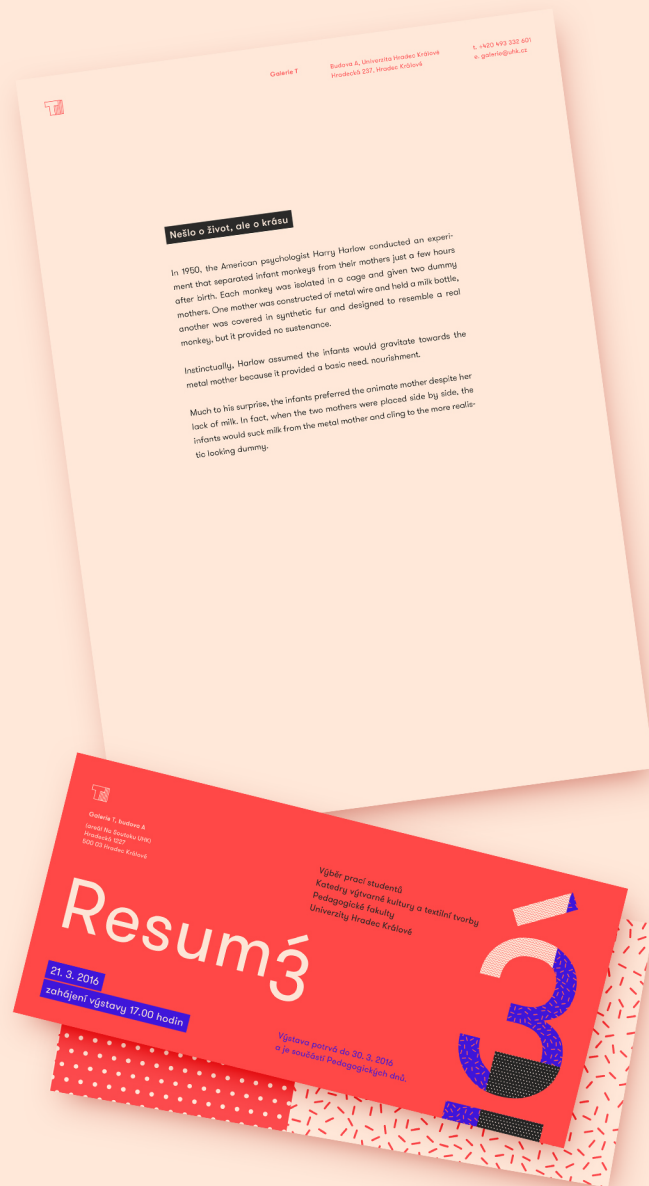 Galerie T
Budova A, Univerzita Hradec Králové
Hradecká 237, Hradec Králové
t. +420 493 332 601
e. galerie@uhk.cz
Nešlo o život, ale o krásu
In 1950, the American psychologist Harry Harlow conducted an experi-
ment that separated infant monkeys from their mothers just a few hours
after birth. Each monkey was isolated in a cage and given two dummy
mothers. One mother was constructed of metal wire and held a milk bottle,
another was covered in synthetic fur and designed to resemble a real
monkey, but it provided no sustenance.
Instinctually, Harlow assumed the infants would gravitate towards the
metal mother because it provided a basic need. nourishment.
Much to his surprise, the infants preferred the animate mother despite her
lack of milk. In fact, when the two mothers were placed side by side, the
infants would suck milk from the metal mother and cling to the more realis-
tic looking dummy.
Galerie T, budova A
(areál Na Soutoku UHK)
Hradecká 1227
500 03 Hradec Králové
Výběr prací studentů
Katedry výtvarné kultury a textilní tvorby
Pedagogické fakulty
Univerzity Hradec Králové
Resumé
21. 3. 2016
zahájení výstavy 17.00 hodin
Výstava potrvá do 30. 3. 2016
a je součástí Pedagogických dnů.
3